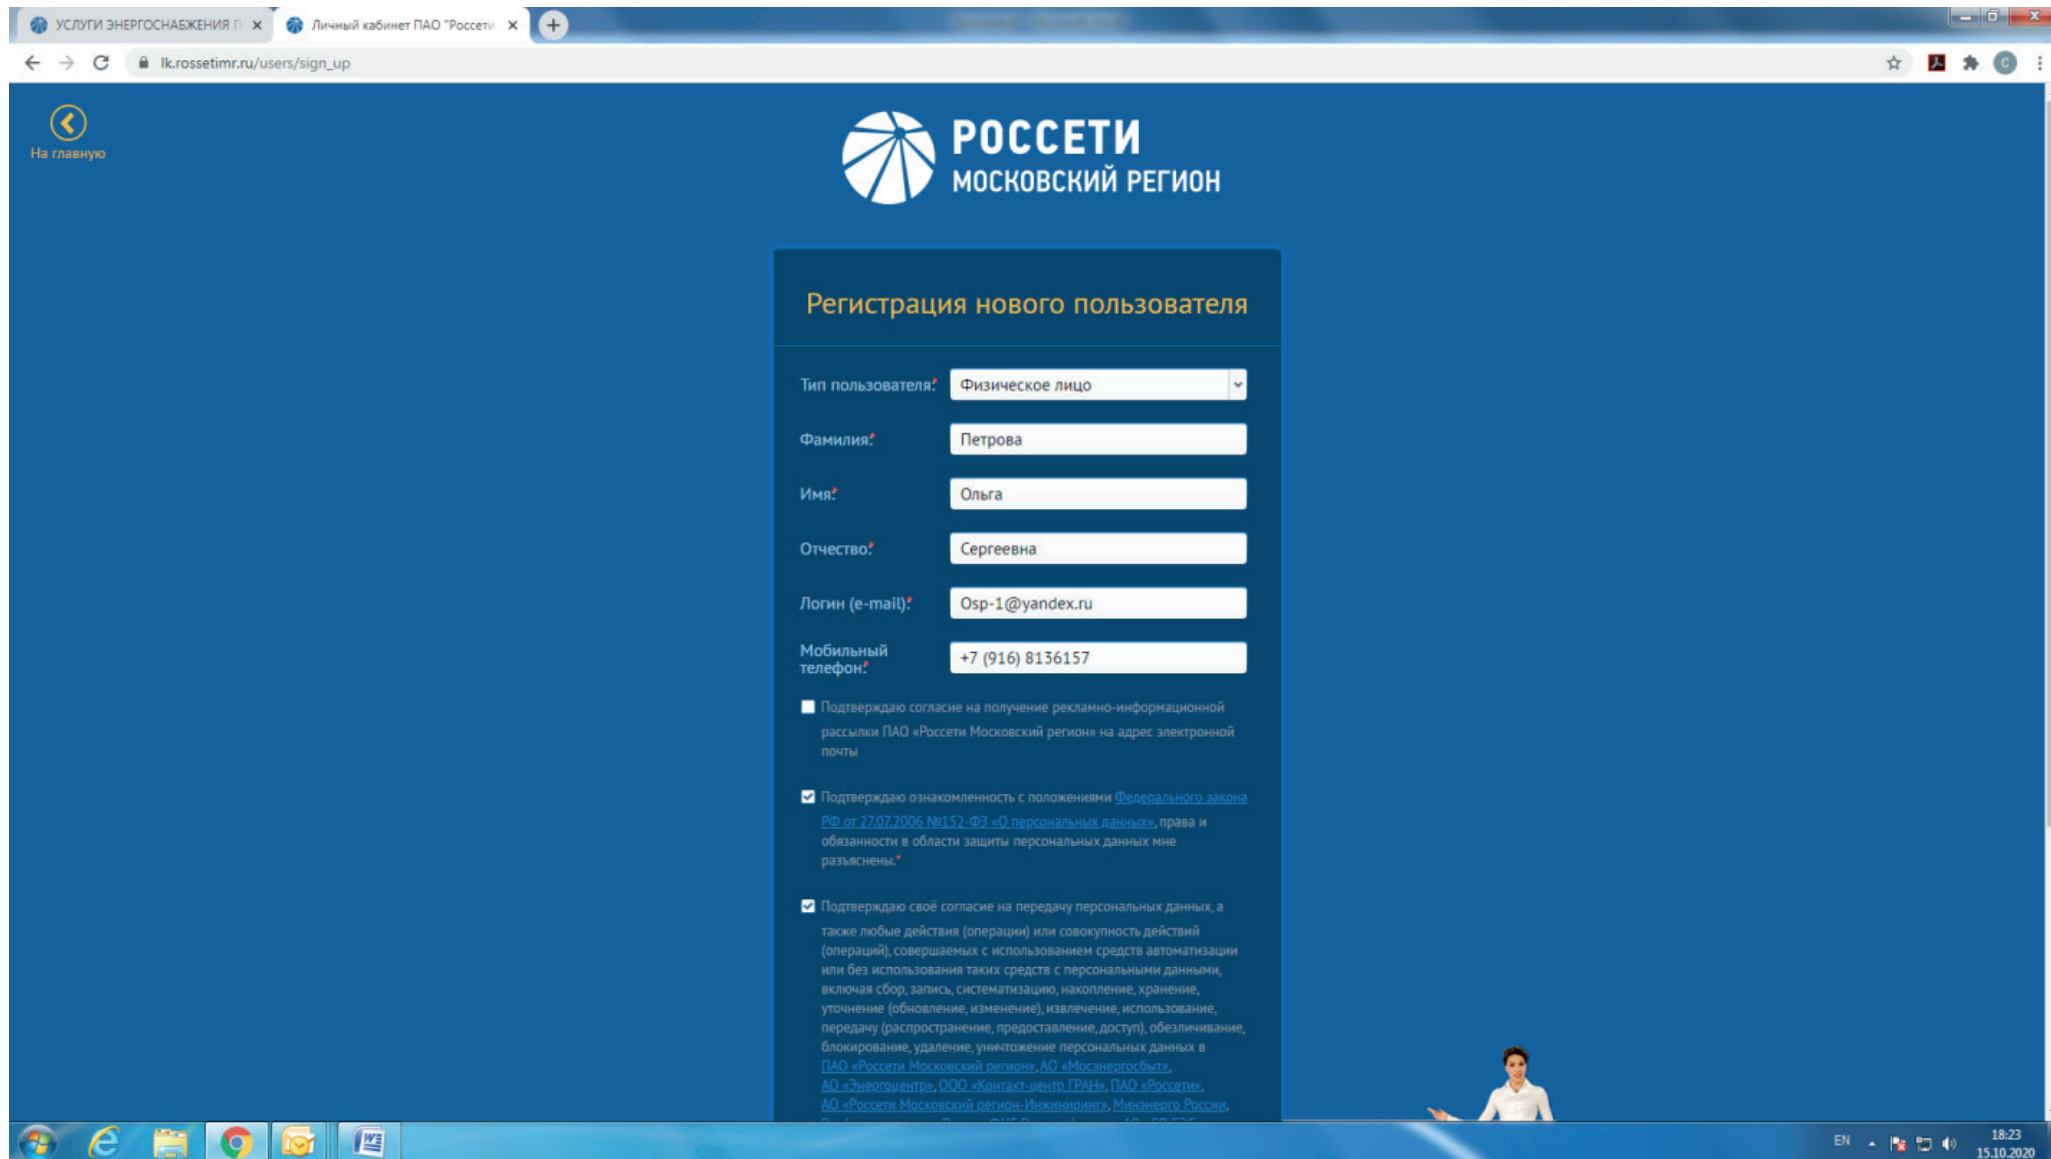 УСЛУГИ ЭНЕРГОСНАБЖЕНИЯ П
Личный кабинет ПАО "Россети
lk.rossetimr.ru/users/sign_up
C
На главную
РОССЕТИ
МОСКОВСКИЙ РЕГИОН
Регистрация нового пользователя
Тип пользователя:* Физическое лицо
Фамилия:* Петрова
Имя:* Ольга
Отчество:* Сергеевна
Логин (e-mail):* Osp-1@yandex.ru
Мобильный
телефон:* +7 (916) 8136157
Подтверждаю согласие на получение рекламно-информационной
рассылки ПАО «Россети Московский регион» на адрес электронной
почты
Подтверждаю ознакомленность с положениями Федерального закона
РФ от 27.07.2006 №152-ФЗ «О персональных данных», права и
обязанности в области защиты персональных данных мне
разъяснены.*
Подтверждаю своё согласие на передачу персональных данных, а
также любые действия (операции) или совокупность действий
(операций), совершаемых с использованием средств автоматизации
или без использования таких средств с персональными данными,
включая сбор, запись, систематизацию, накопление, хранение,
уточнение (обновление, изменение), извлечение, использование,
передачу (распространение, предоставление, доступ), обезличивание,
блокирование, удаление, уничтожение персональных данных в
ПАО «Россети Московский регион», АО «Мосэнергосбыт»,
АО «Энергоцентр», ООО «Контакт-центр ГРАН», ПАО «Россети»,
АО «Россети Московский регион-Инжиниринг», Минэнерго России,
EN
18:23
15.10.2020